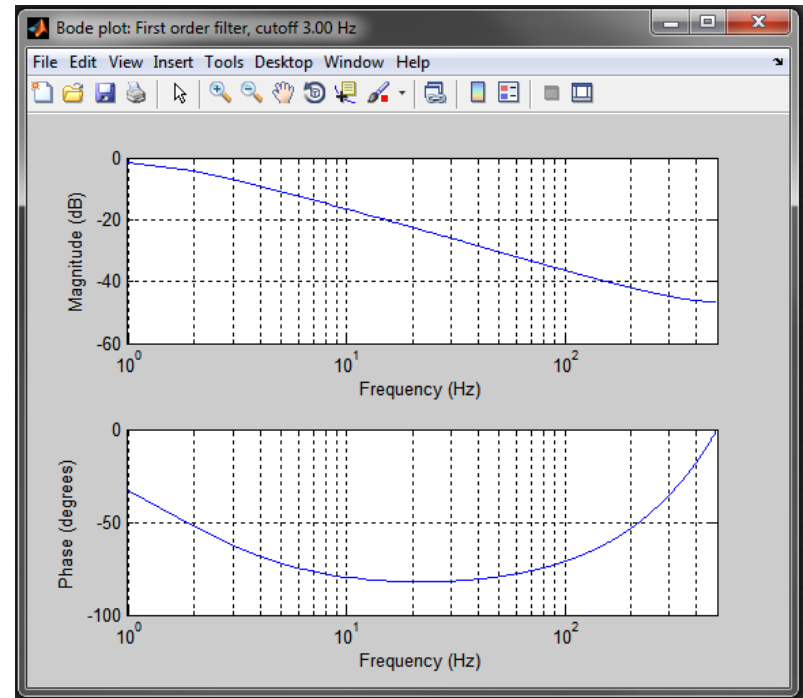 Bode plot: First order filter, cutoff 3.00 Hz
File Edit View Insert Tools Desktop Window Help
0
-20
-40
-60
Magnitude (dB)
10^0 10^1 10^2
Frequency (Hz)
0
-50
-100
Phase (degrees)
10^0 10^1 10^2
Frequency (Hz)